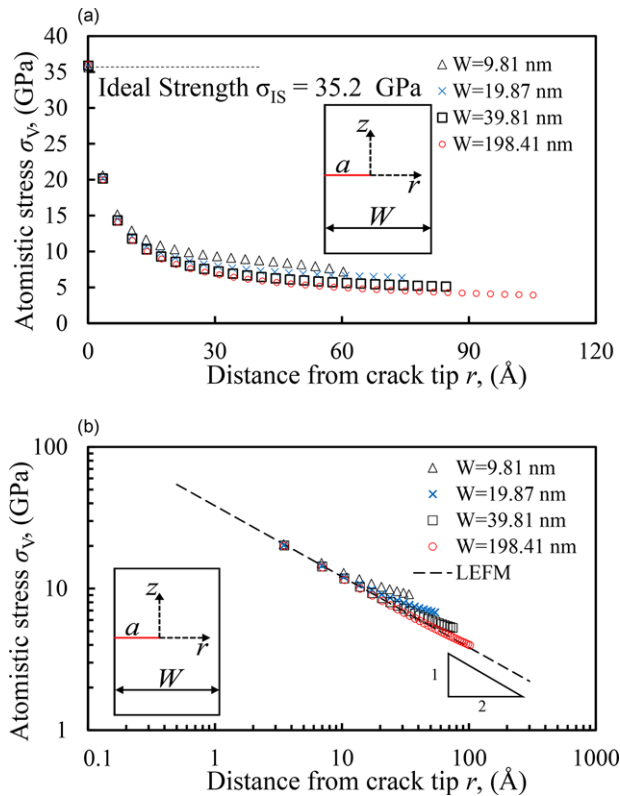 (a)
Atomistic stress σV, (GPa)
40
35
30
25
20
15
10
5
0
Ideal Strength σIS = 35.2 GPa
W=9.81 nm
W=19.87 nm
W=39.81 nm
W=198.41 nm
z
a
r
W
0
30
60
90
120
Distance from crack tip r, (Å)
(b)
Atomistic stress σV, (GPa)
100
10
1
W=9.81 nm
W=19.87 nm
W=39.81 nm
W=198.41 nm
LEFM
z
a
r
W
1
2
0.1
1
10
100
1000
Distance from crack tip r, (Å)